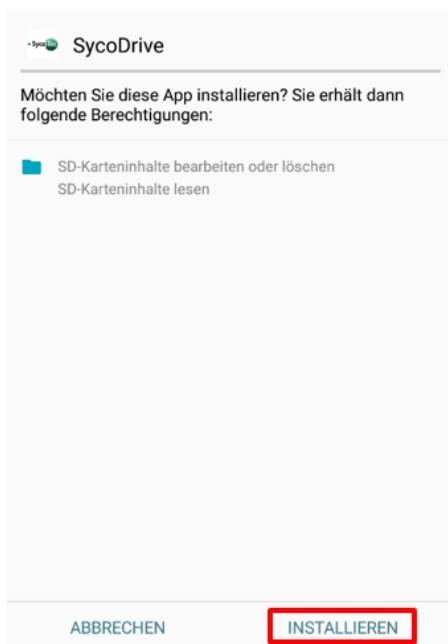 SycoTec
SycoDrive
Möchten Sie diese App installieren? Sie erhält dann
folgende Berechtigungen:
SD-Karteninhalte bearbeiten oder löschen
SD-Karteninhalte lesen
ABBRECHEN
INSTALLIEREN